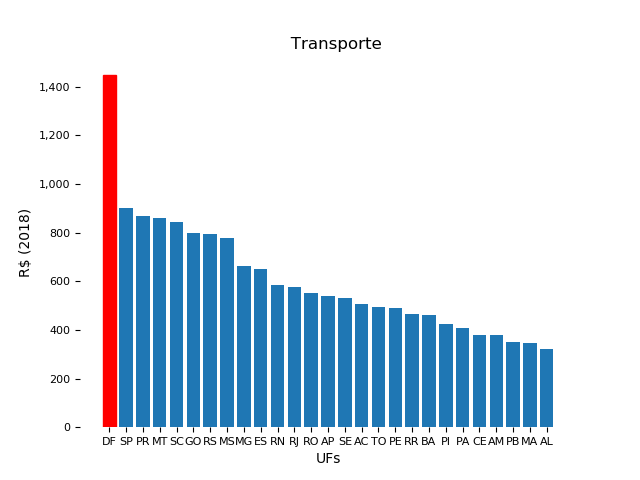 Transporte
R$ (2018)
1,400
1,200
1,000
800
600
400
200
0
DF SP PR MT SC GO RS MS MG ES RN RJ RO AP SE AC TO PE RR BA PI PA CE AM PB MA AL
UFs